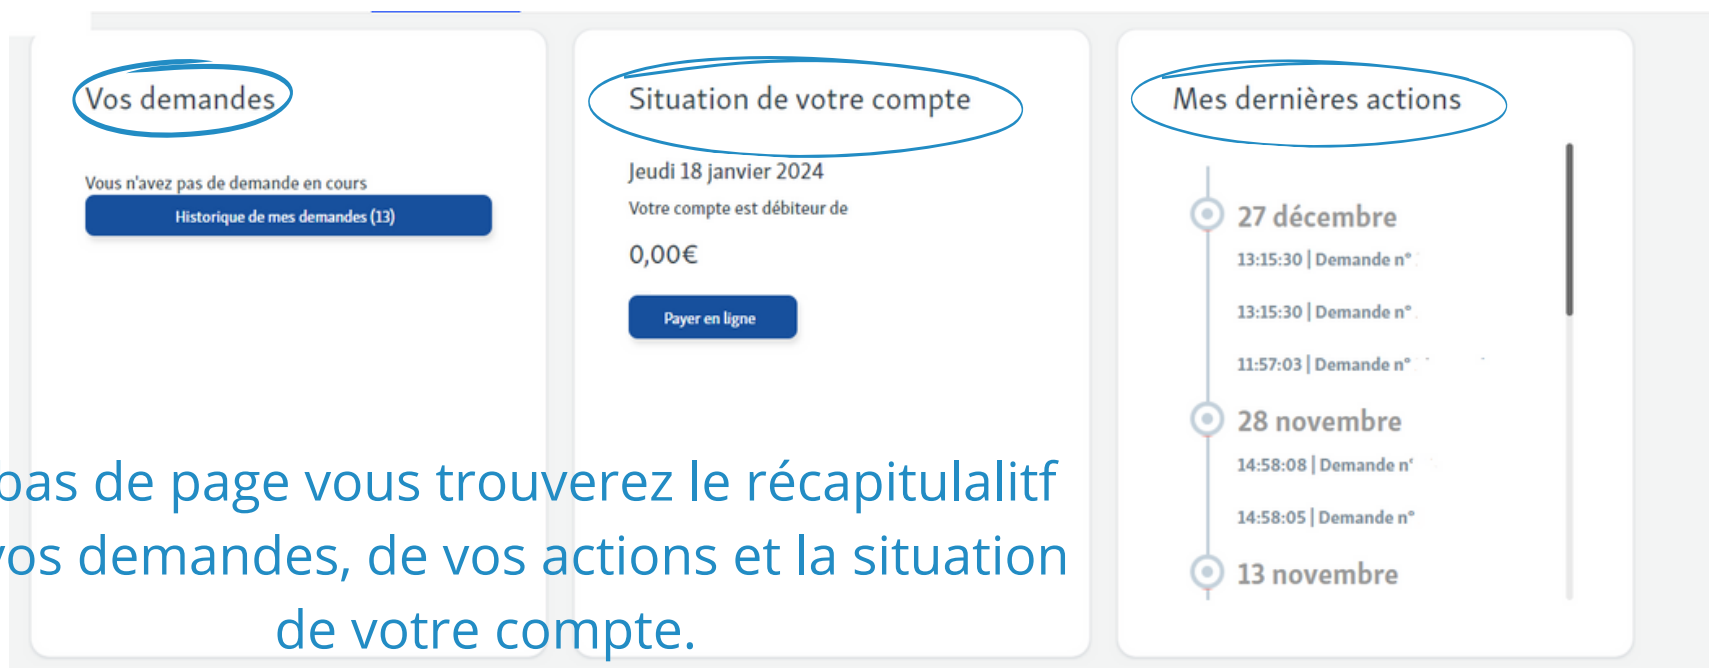 Vos demandes
Vous n'avez pas de demande en cours
Historique de mes demandes (13)
Situation de votre compte
Jeudi 18 janvier 2024
Votre compte est débiteur de
0,00€
Payer en ligne
Mes dernières actions
27 décembre
13:15:30 | Demande n°
13:15:30 | Demande n°
11:57:03 | Demande n°
28 novembre
14:58:08 | Demande n°
14:58:05 | Demande n°
13 novembre
bas de page vous trouverez le récapitulalitf
vos demandes, de vos actions et la situation
de votre compte.